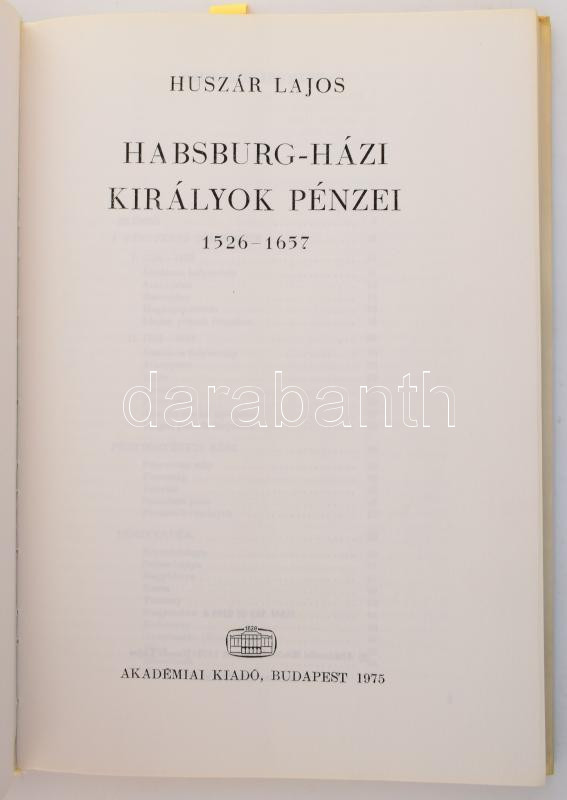 HUSZÁR LAJOS
HABSBURG-HÁZI
KIRÁLYOK PÉNZEI
1526–1657
darabanth
1828
AKADÉMIAI KIADÓ, BUDAPEST 1975